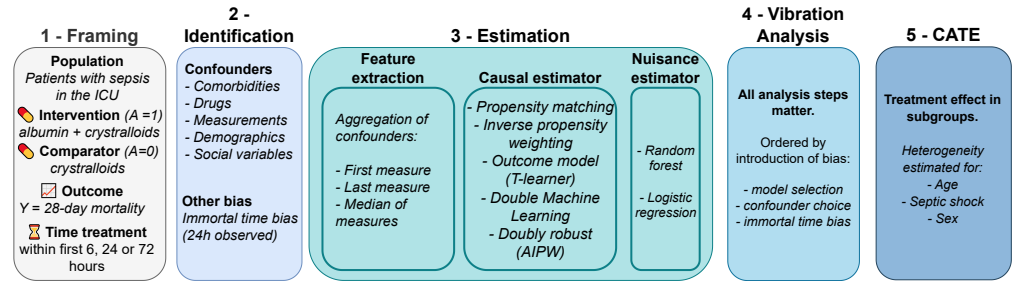 1 - Framing
Population
Patients with sepsis
in the ICU
Intervention (A =1)
albumin + crystralloids
Comparator (A=0)
crystralloids
Outcome
Y = 28-day mortality
Time treatment
within first 6, 24 or 72
hours
2 -
Identification
Confounders
- Comorbidities
- Drugs
- Measurements
- Demographics
- Social variables
Other bias
Immortal time bias
(24h observed)
3 - Estimation
Feature
extraction
Aggregation of
confounders:
- First measure
- Last measure
- Median of
measures
Causal estimator
- Propensity matching
- Inverse propensity
weighting
- Outcome model
(T-learner)
- Double Machine
Learning
- Doubly robust
(AIPW)
Nuisance
estimator
- Random
forest
- Logistic
regression
4 - Vibration
Analysis
All analysis steps
matter.
Ordered by
introduction of bias:
- model selection
- confounder choice
- immortal time bias
5 - CATE
Treatment effect in
subgroups.
Heterogeneity
estimated for:
- Age
- Septic shock
- Sex